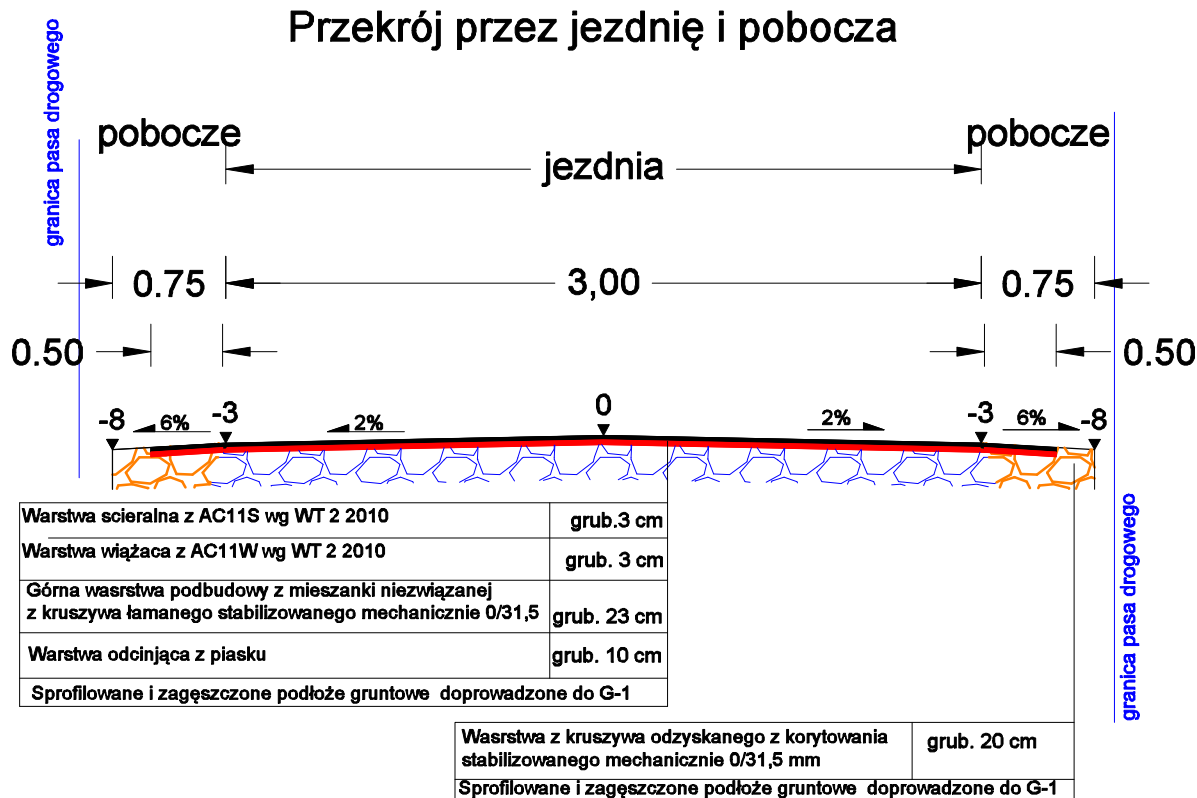 Przekrój przez jezdnię i pobocza
granica pasa drogowego
pobocze
pobocze
jezdnia
0.75
3,00
0.75
0.50
0.50
-8
6%
-3
2%
0
2%
-3
6%
-8
Warstwa scieralna z AC11S wg WT 2 2010
grub.3 cm
Warstwa wiążaca z AC11W wg WT 2 2010
grub. 3 cm
Górna wasrstwa podbudowy z mieszanki niezwiązanej
z kruszywa łamanego stabilizowanego mechanicznie 0/31,5
grub. 23 cm
Warstwa odcinjąca z piasku
grub. 10 cm
Sprofilowane i zagęszczone podłoże gruntowe doprowadzone do G-1
granica pasa drogowego
Wasrstwa z kruszywa odzyskanego z korytowania
stabilizowanego mechanicznie 0/31,5 mm
grub. 20 cm
Sprofilowane i zagęszczone podłoże gruntowe doprowadzone do G-1